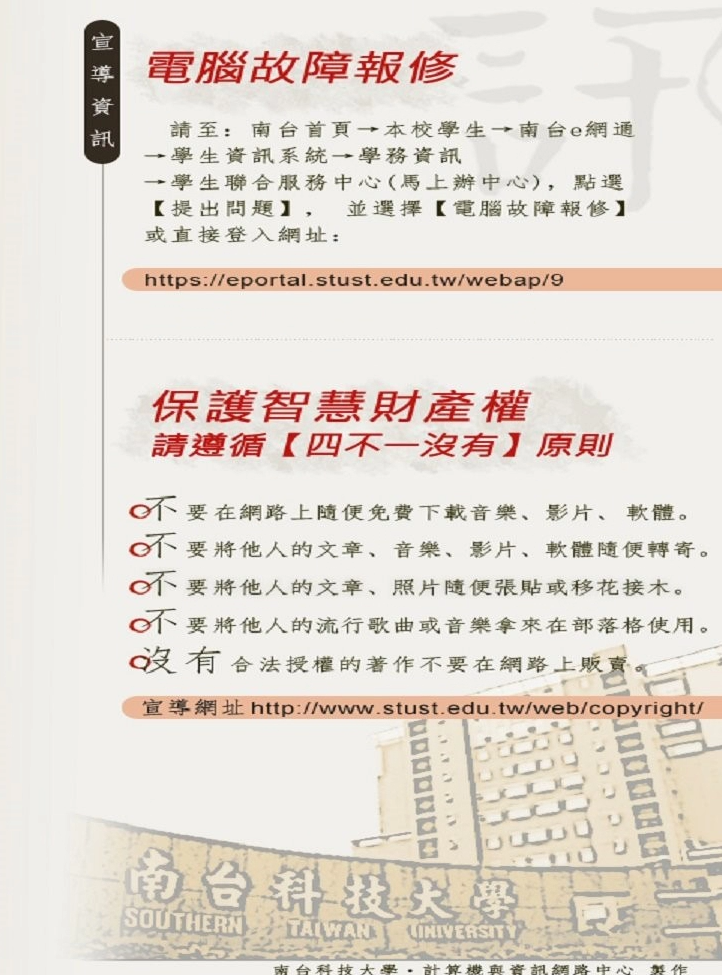 宣導資訊
電腦故障報修
請至：南台首頁→本校學生→南台e網通
→學生資訊系統→學務資訊
→學生聯合服務中心(馬上辦中心)，點選
【提出問題】， 並選擇【電腦故障報修】
或直接登入網址：
https://eportal.stust.edu.tw/webap/9
保護智慧財產權
請遵循【四不一沒有】原則
不要在網路上隨便免費下載音樂、影片、 軟體。
不要將他人的文章、音樂、影片、軟體隨便轉寄。
不要將他人的文章、照片隨便張貼或移花接木。
不要將他人的流行歌曲或音樂拿來在部落格使用。
沒有合法授權的著作不要在網路上販賣。
宣導網址 http://www.stust.edu.tw/web/copyright/
南台科技大學
SOUTHERN TAIWAN UNIVERSITY
南台科技大學・計算機與資訊網路中心 製作